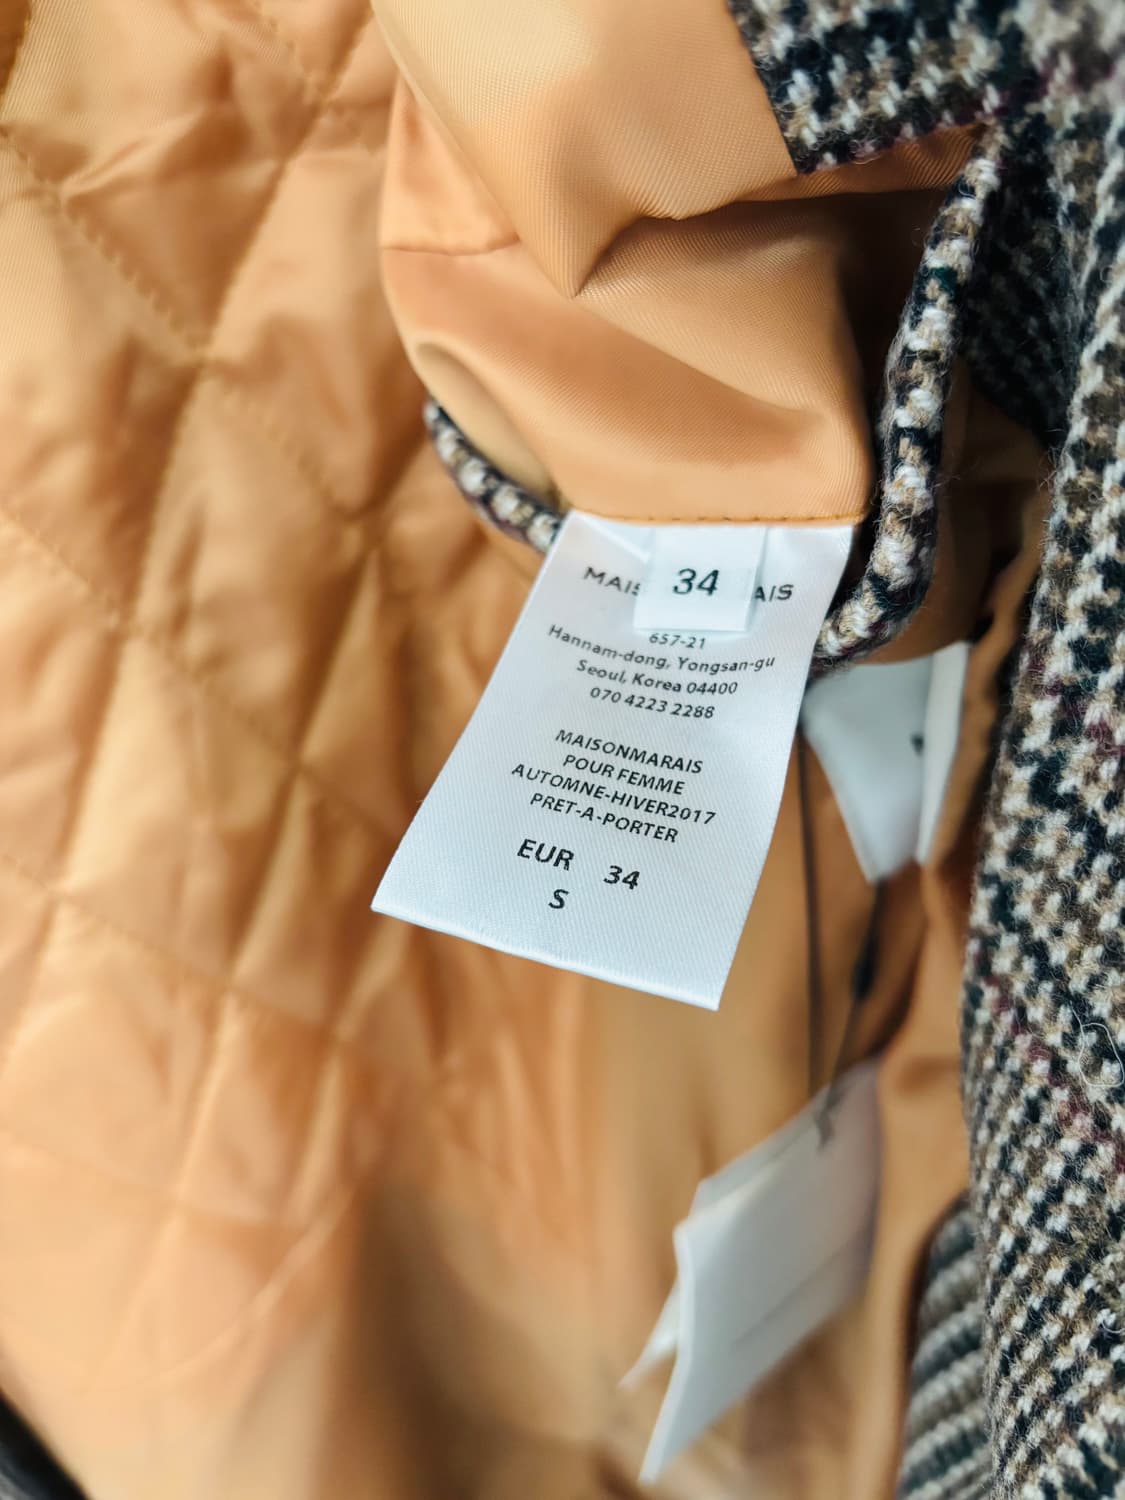 34
MAIS AIS
657-21
Hannam-dong, Yongsan-gu
Seoul, Korea 04400
070 4223 2288
MAISONMARAIS
POUR FEMME
AUTOMNE-HIVER2017
PRET-A-PORTER
EUR 34
S